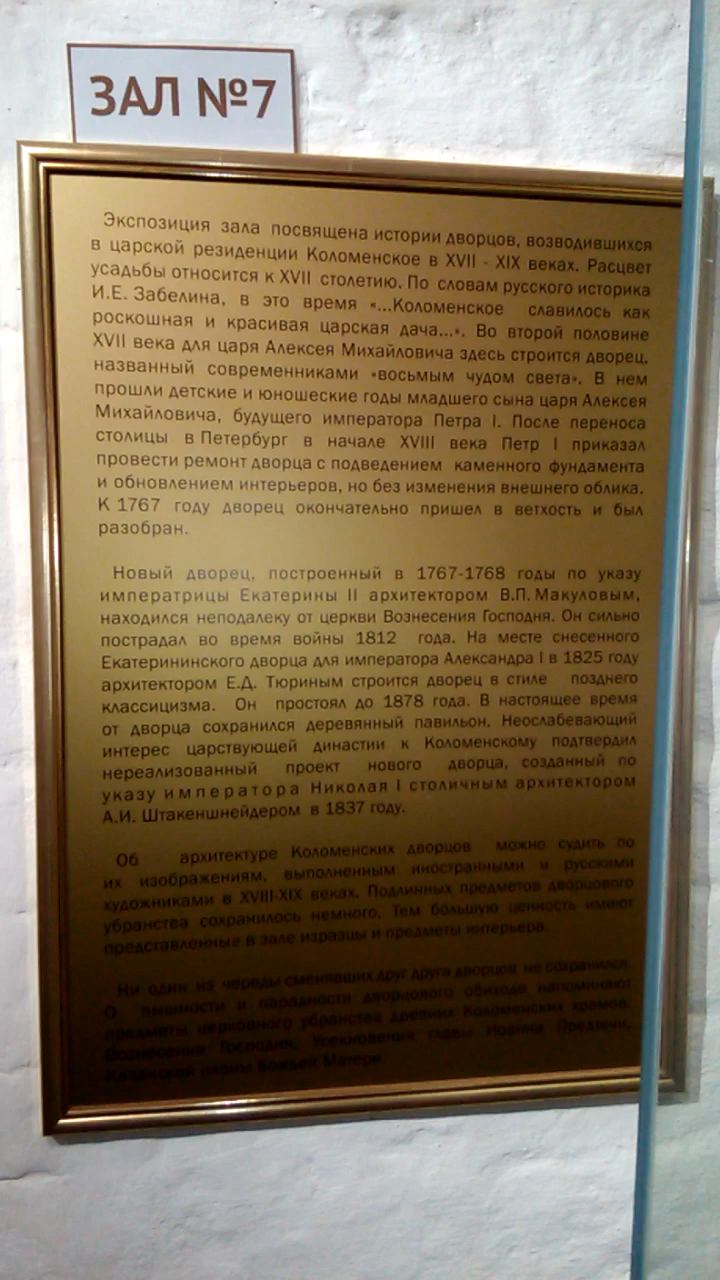 ЗАЛ №7
Экспозиция зала посвящена истории дворцов, возводившихся
в царской резиденции Коломенское в XVII - XIX веках. Расцвет
усадьбы относится к XVII столетию. По словам русского историка
И.Е. Забелина, в это время «...Коломенское славилось как
роскошная и красивая царская дача...». Во второй половине
XVII века для царя Алексея Михайловича здесь строится дворец,
названный современниками «восьмым чудом света». В нем
прошли детские и юношеские годы младшего сына царя Алексея
Михайловича, будущего императора Петра I. После переноса
столицы в Петербург в начале XVIII века Петр I приказал
провести ремонт дворца с подведением каменного фундамента
и обновлением интерьеров, но без изменения внешнего облика.
К 1767 году дворец окончательно пришел в ветхость и был
разобран.
Новый дворец, построенный в 1767-1768 годы по указу
императрицы Екатерины II архитектором В.П. Макуловым,
находился неподалеку от церкви Вознесения Господня. Он сильно
пострадал во время войны 1812 года. На месте снесенного
Екатерининского дворца для императора Александра I в 1825 году
архитектором Е.Д. Тюриным строится дворец в стиле позднего
классицизма. Он простоял до 1878 года. В настоящее время
от дворца сохранился деревянный павильон. Неослабевающий
интерес царствующей династии к Коломенскому подтвердил
нереализованный проект нового дворца, созданный по
указу императора Николая I столичным архитектором
А.И. Штакеншнейдером в 1837 году.
Об архитектуре Коломенских дворцов можно судить по
их изображениям, выполненным иностранными и русскими
художниками в XVIII-XIX веках. Подлинных предметов дворцового
убранства сохранилось немного. Тем большую ценность имеют
представленные в зале изразцы и предметы интерьера.
Ни один из череды сменявших друг друга дворцов не сохранился.
О пышности и парадности дворцового обихода напоминают
предметы церковного убранства древних Коломенских храмов:
Вознесения Господня, Усекновения главы Иоанна Предтечи,
Казанской иконы Божьей Матери.